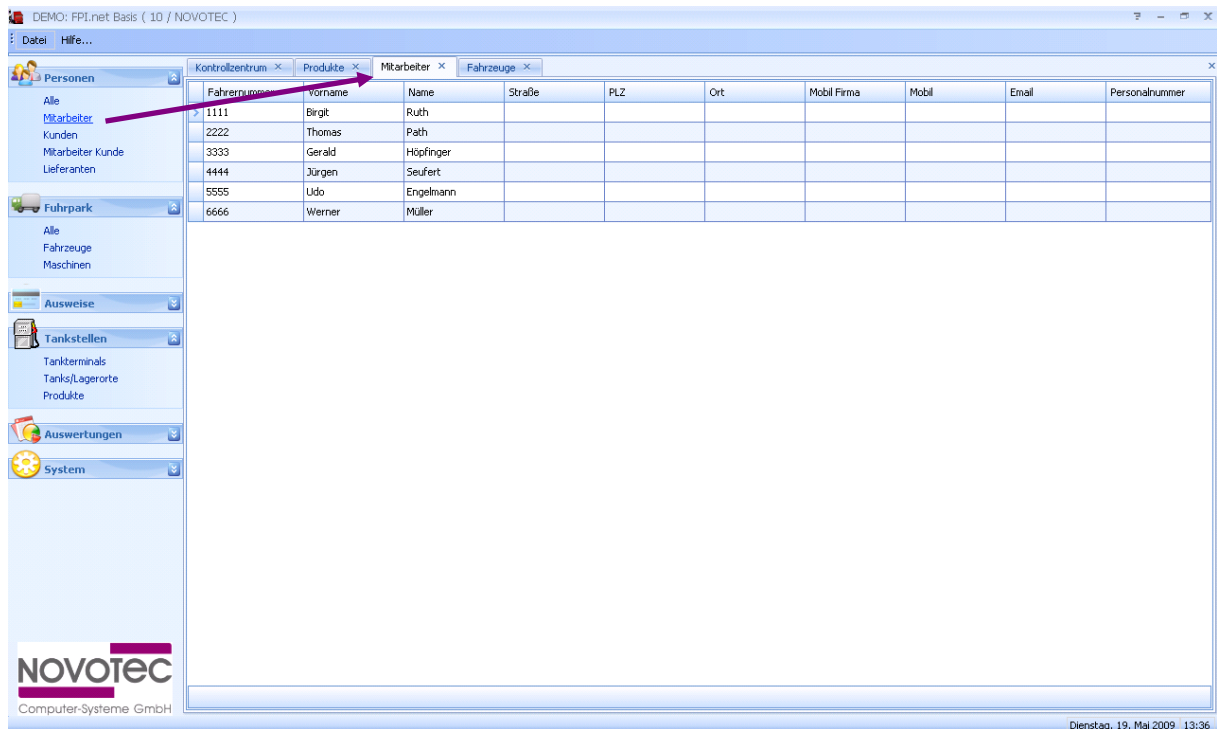 DEMO: FPI.net Basis ( 10 / NOVOTEC )
Datei Hilfe...
Kontrollzentrum Produkte Mitarbeiter Fahrzeuge
Personen
Alle
Mitarbeiter
Kunden
Mitarbeiter Kunde
Lieferanten
Fuhrpark
Alle
Fahrzeuge
Maschinen
Ausweise
Tankstellen
Tankterminals
Tanks/Lagerorte
Produkte
Auswertungen
System
Fahrernummer Vorname Name Straße PLZ Ort Mobil Firma Mobil Email Personalnummer
1111 Birgit Ruth
2222 Thomas Path
3333 Gerald Höpfinger
4444 Jürgen Seufert
5555 Udo Engelmann
6666 Werner Müller
NOVOTEC
Computer-Systeme GmbH
Dienstag, 19. Mai 2009 13:36